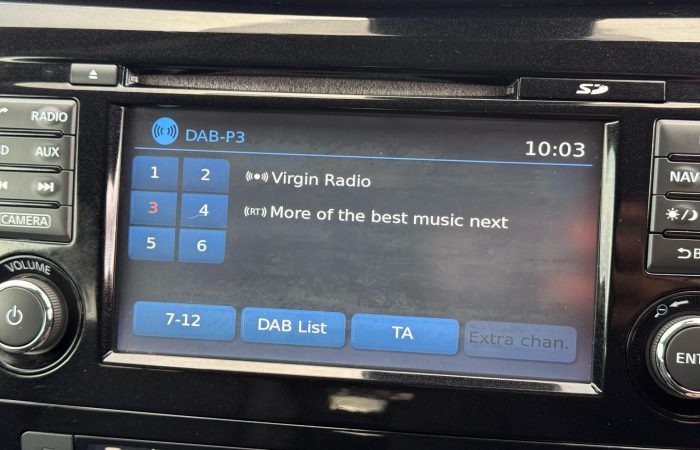 RADIO
AUX
CAMERA
VOLUME
SD
DAB-P3
10:03
1 2
3 4
5 6
Virgin Radio
(RT) More of the best music next
7-12
DAB List
TA
Extra chan.
NAV
ENT